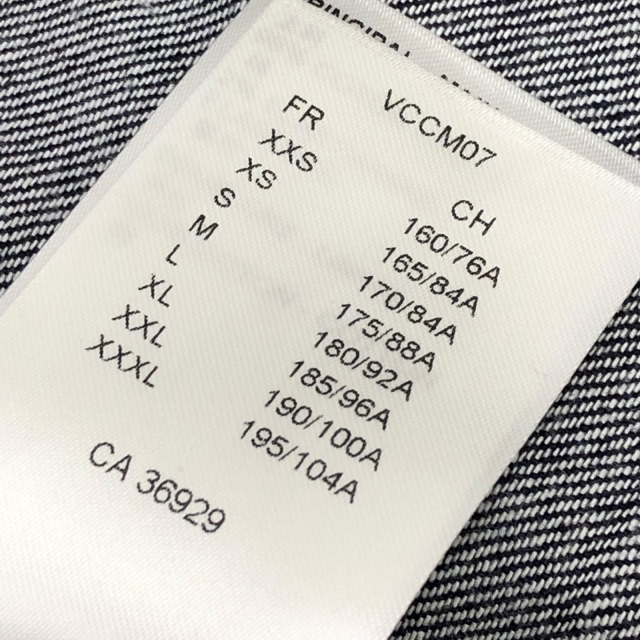 PRINCIPAL
VCCM07
FR CH
XXS 160/76A
XS 165/84A
S 170/84A
M 175/88A
L 180/92A
XL 185/96A
XXL 190/100A
XXXL 195/104A
CA 36929